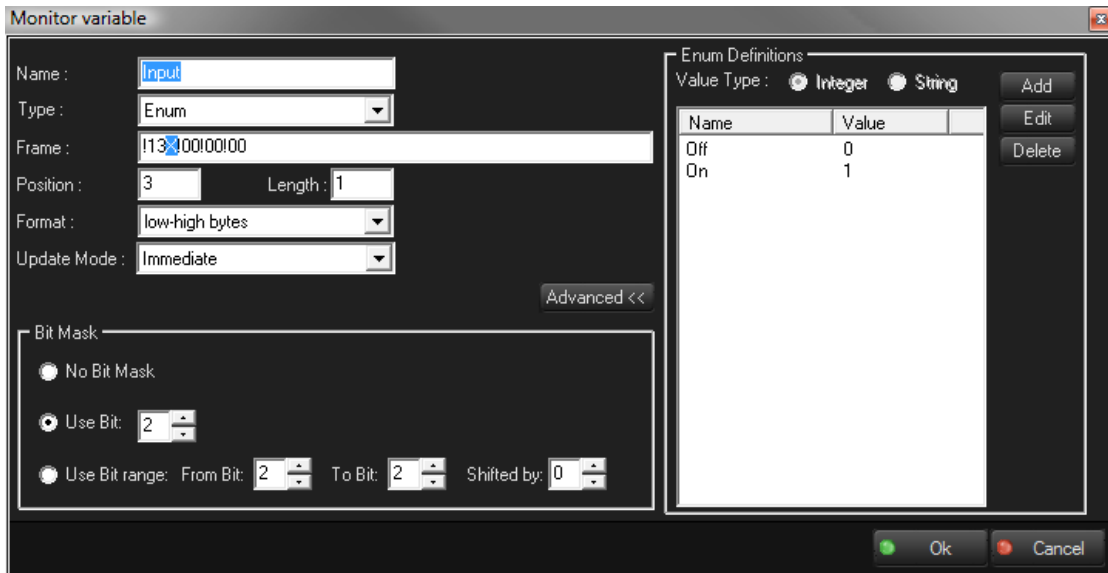 Monitor variable
Name : Input
Type : Enum
Frame : !13X!00!00!00
Position : 3 Length : 1
Format : low-high bytes
Update Mode : Immediate
Advanced <<
Bit Mask
No Bit Mask
Use Bit: 2
Use Bit range: From Bit: 2 To Bit: 2 Shifted by: 0
Enum Definitions
Value Type : Integer String
Name Value
Off 0
On 1
Add
Edit
Delete
Ok Cancel